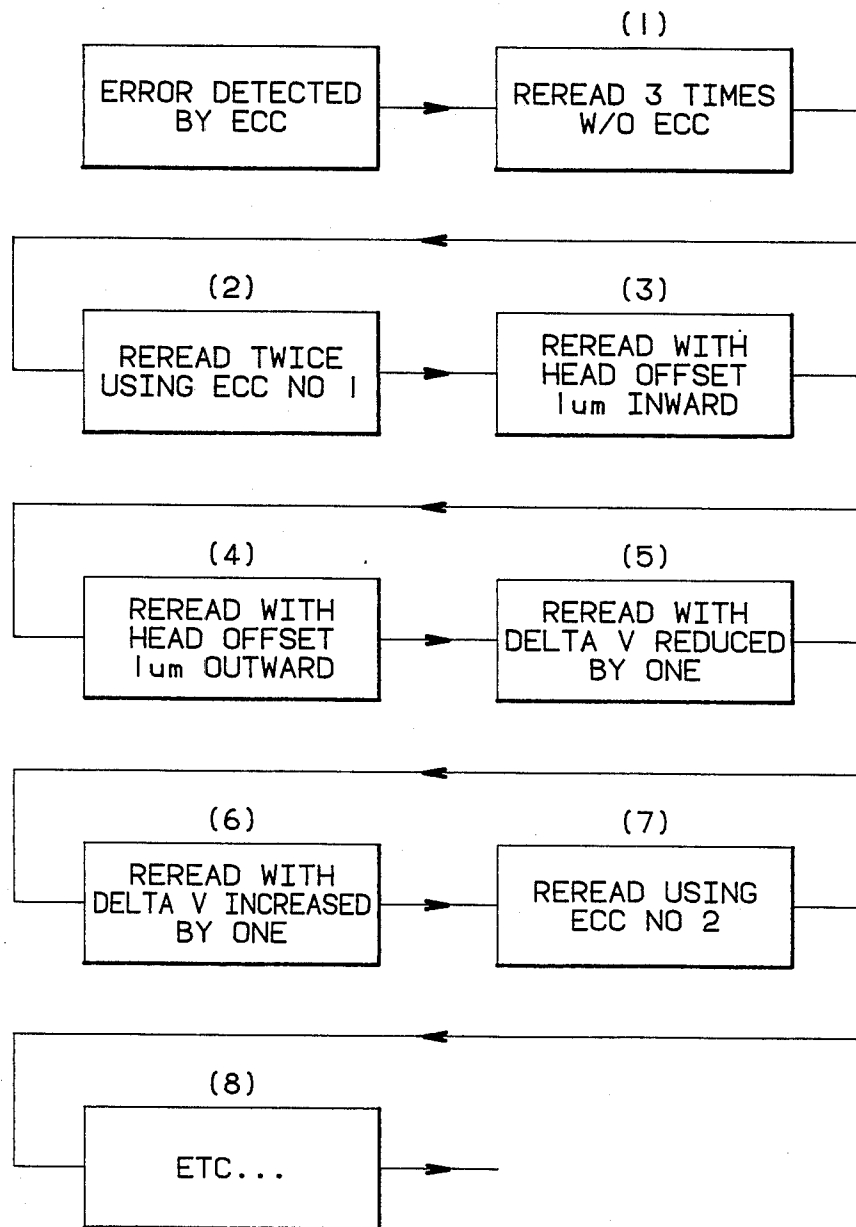 ERROR DETECTED
BY ECC
(1)
REREAD 3 TIMES
W/O ECC
(2)
REREAD TWICE
USING ECC NO 1
(3)
REREAD WITH
HEAD OFFSET
1um INWARD
(4)
REREAD WITH
HEAD OFFSET
1um OUTWARD
(5)
REREAD WITH
DELTA V REDUCED
BY ONE
(6)
REREAD WITH
DELTA V INCREASED
BY ONE
(7)
REREAD USING
ECC NO 2
(8)
ETC...